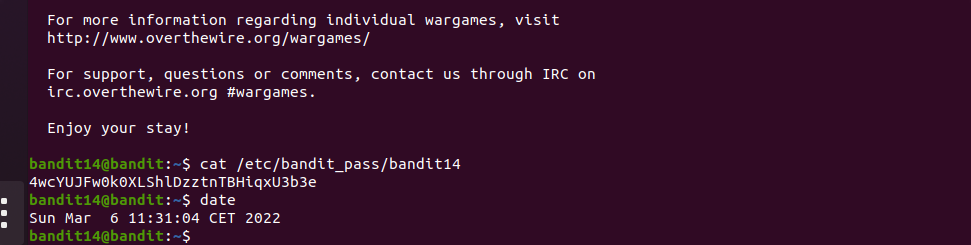 For more information regarding individual wargames, visit
http://www.overthewire.org/wargames/
For support, questions or comments, contact us through IRC on
irc.overthewire.org #wargames.
Enjoy your stay!
bandit14@bandit:~$ cat /etc/bandit_pass/bandit14
4wcYUJFw0k0XLShlDzztnTBHiqxU3b3e
bandit14@bandit:~$ date
Sun Mar  6 11:31:04 CET 2022
bandit14@bandit:~$